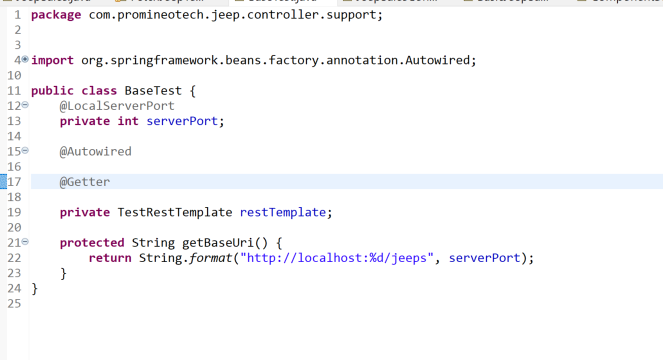 1 package com.promineotech.jeep.controller.support;
2
3
4 import org.springframework.beans.factory.annotation.Autowired;
10
11 public class BaseTest {
12 @LocalServerPort
13 private int serverPort;
14
15 @Autowired
16
17 @Getter
18
19 private TestRestTemplate restTemplate;
20
21 protected String getBaseUri() {
22 return String.format("http://localhost:%d/jeeps", serverPort);
23 }
24 }
25